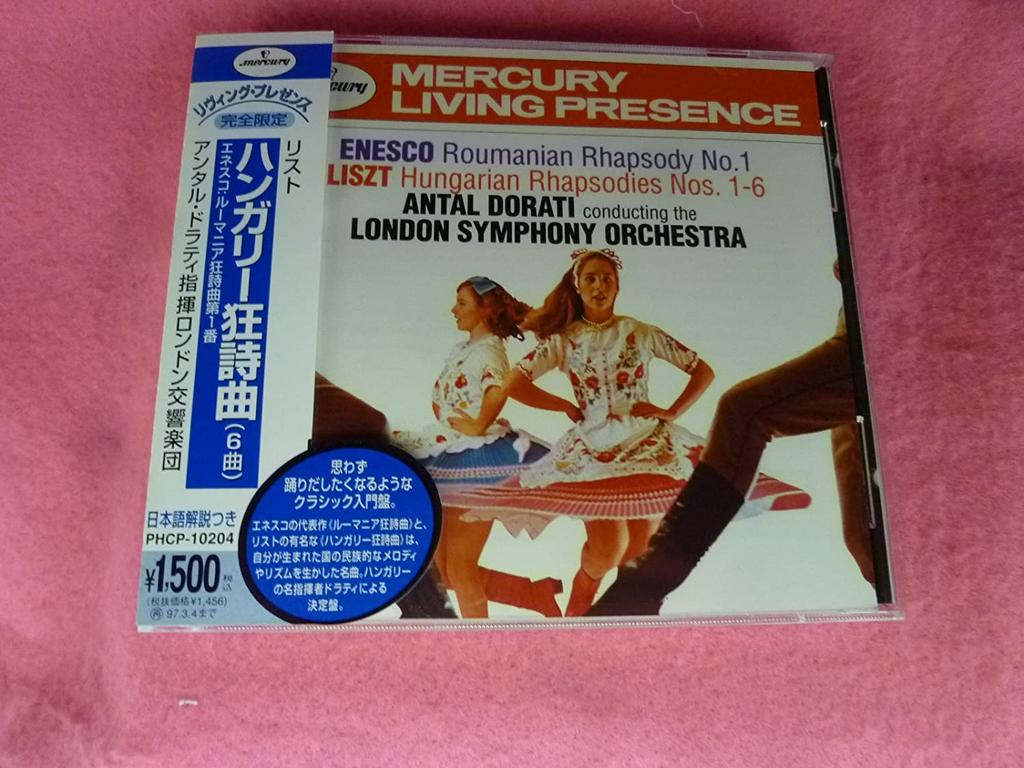 mercury
リヴィング・プレゼンス
完全限定
リスト
ハンガリー狂詩曲(6曲)
エネスコ:ルーマニア狂詩曲第1番
アンタル・ドラティ指揮ロンドン交響楽団
日本語解説つき
PHCP-10204
¥1,500 税込
(税抜価格¥1,456)
再 97.3.4まで
思わず
踊りだしたくなるような
クラシック入門盤。
エネスコの代表作〈ルーマニア狂詩曲〉と、
リストの有名な〈ハンガリー狂詩曲〉は、
自分が生まれた国の民族的なメロディ
やリズムを生かした名曲。ハンガリー
の名指揮者ドラティによる
決定盤。
cury
MERCURY
LIVING PRESENCE
ENESCO Roumanian Rhapsody No.1
LISZT Hungarian Rhapsodies Nos. 1-6
ANTAL DORATI conducting the
LONDON SYMPHONY ORCHESTRA